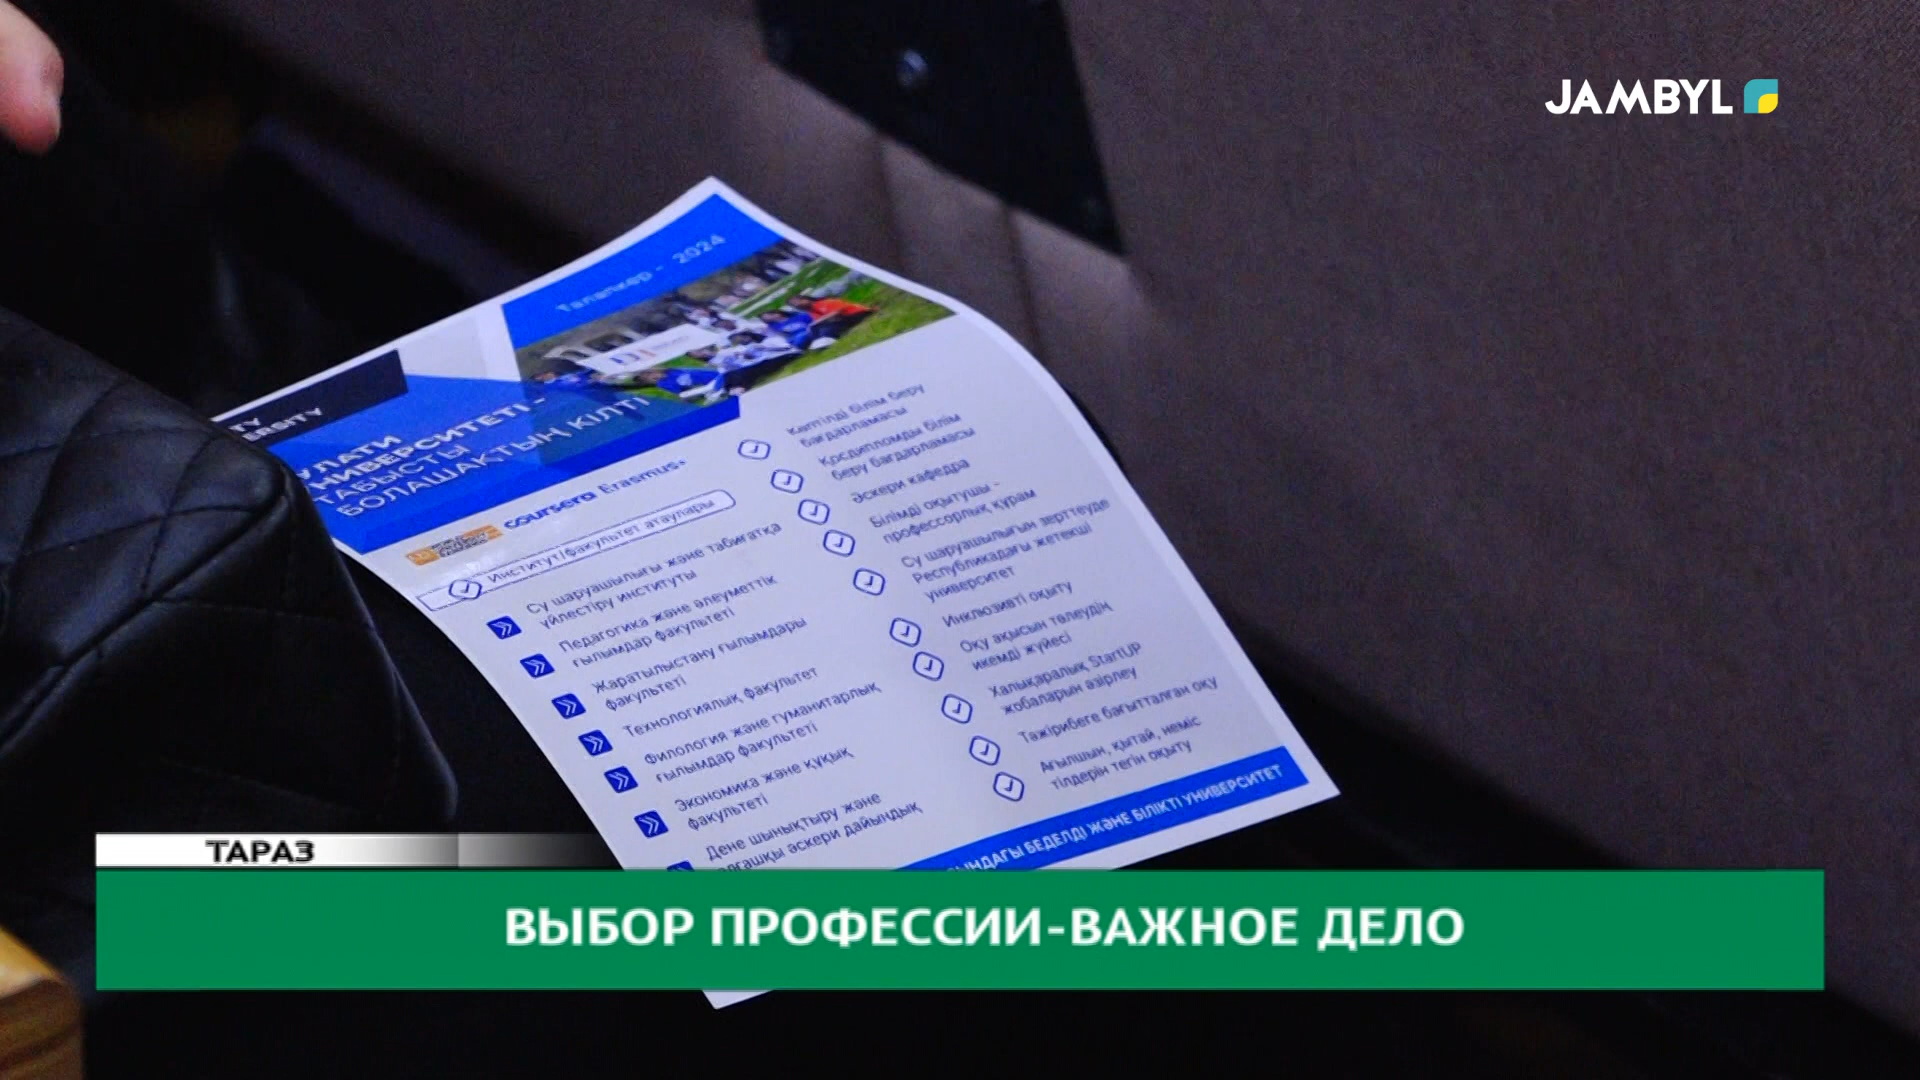 JAMBYL
Талапкер - 2024
ТАБЫСТЫ
БОЛАШАҚТЫҢ КІЛТІ
coursera Erasmus+
Институт/факультет атаулары
Су шаруашылығы және табиғатқа
үйлестіру институты
Педагогика және әлеуметтік
ғылымдар факультеті
Жаратылыстану ғылымдары
факультеті
Технологиялық факультет
Филология және гуманитарлық
ғылымдар факультеті
Экономика және құқық
факультеті
Дене шынықтыру және
әскери дайындық
Көптілді білім беру
бағдарламасы
Қосдипломды білім
беру бағдарламасы
Әскери кафедра
Білімді оқытушы -
профессорлық құрам
Су шаруашылығын зерттеуде
Республикадағы жетекші
университет
Инклюзивті оқыту
Оқу ақысын төлеудің
икемді жүйесі
Халықаралық StartUP
жобаларын әзірлеу
Тәжірибеге бағытталған оқу
Ағылшын, қытай, неміс
тілдерін тегін оқыту
БЕДЕЛДІ ЖӘНЕ БІЛІКТІ УНИВЕРСИТЕТ
ТАРАЗ
ВЫБОР ПРОФЕССИИ-ВАЖНОЕ ДЕЛО